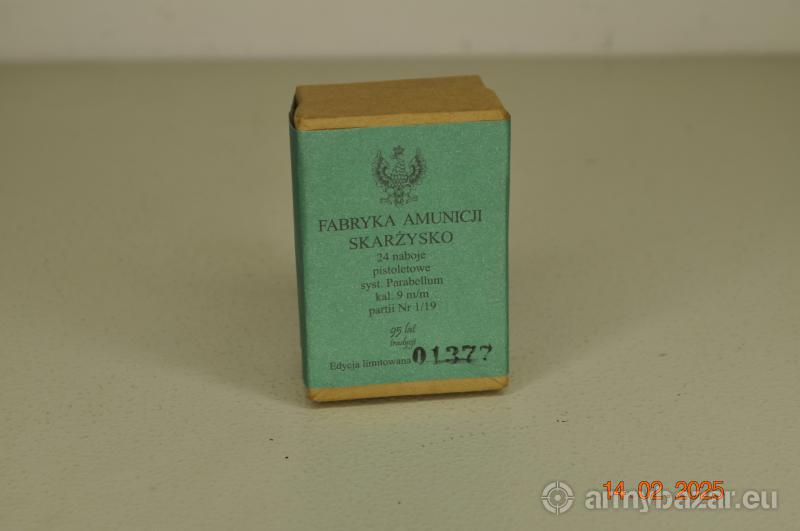 FABRYKA AMUNICJI
SKARŻYSKO
24 naboje
pistoletowe
syst. Parabellum
kal. 9 m/m
partii Nr 1/19
95 lat
tradycji
Edycja limitowana 01377
14.02.2025
armybazar.eu